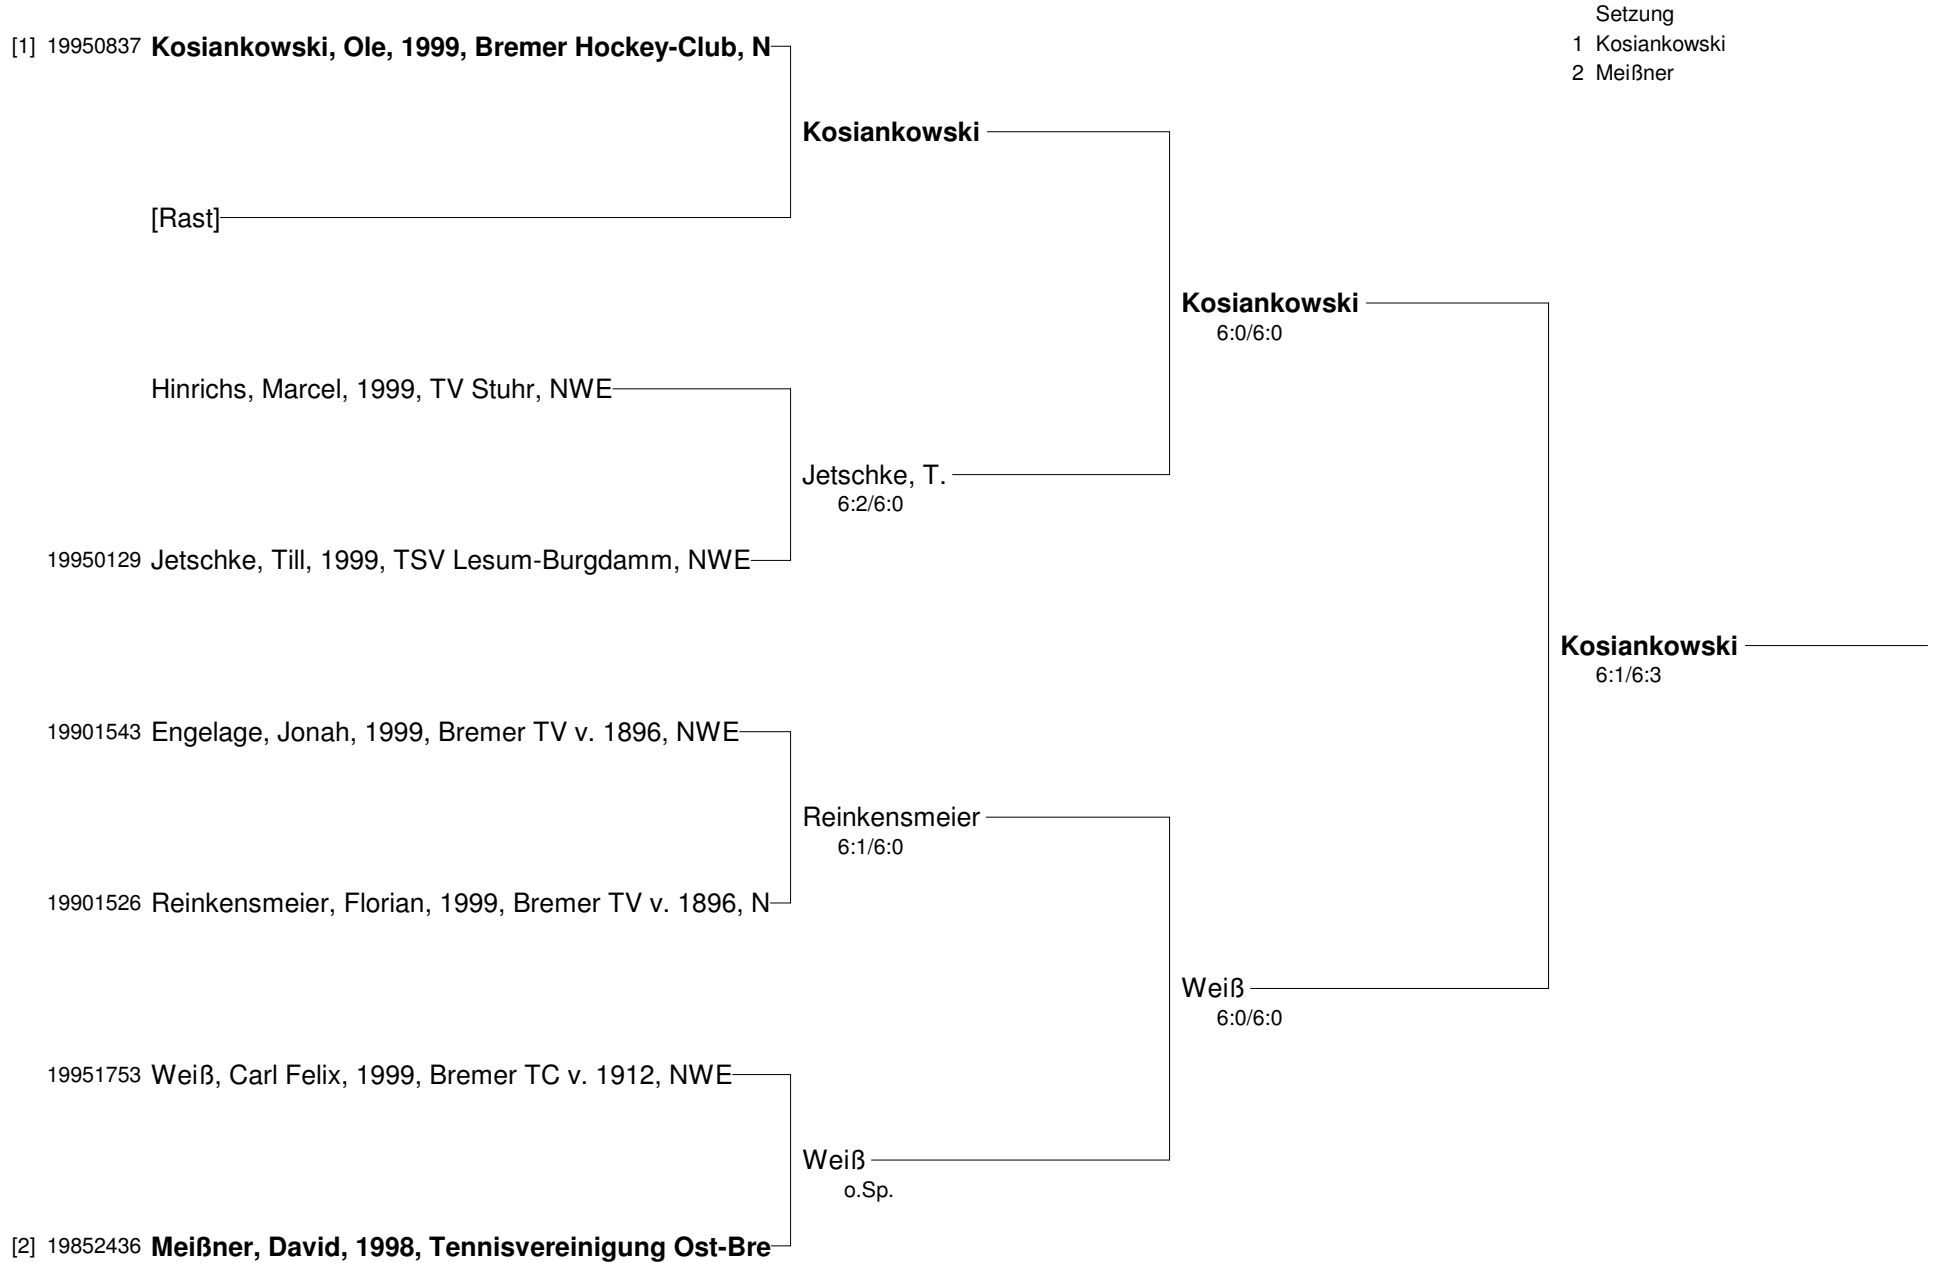 Setzung
1 Kosiankowski
2 Meißner
[1] 19950837 Kosiankowski, Ole, 1999, Bremer Hockey-Club, N
Kosiankowski
[Rast]
Kosiankowski
6:0/6:0
Hinrichs, Marcel, 1999, TV Stuhr, NWE
Jetschke, T.
6:2/6:0
19950129 Jetschke, Till, 1999, TSV Lesum-Burgdamm, NWE
Kosiankowski
6:1/6:3
19901543 Engelage, Jonah, 1999, Bremer TV v. 1896, NWE
Reinkensmeier
6:1/6:0
19901526 Reinkensmeier, Florian, 1999, Bremer TV v. 1896, N
Weiß
6:0/6:0
19951753 Weiß, Carl Felix, 1999, Bremer TC v. 1912, NWE
Weiß
o.Sp.
[2] 19852436 Meißner, David, 1998, Tennisvereinigung Ost-Bre